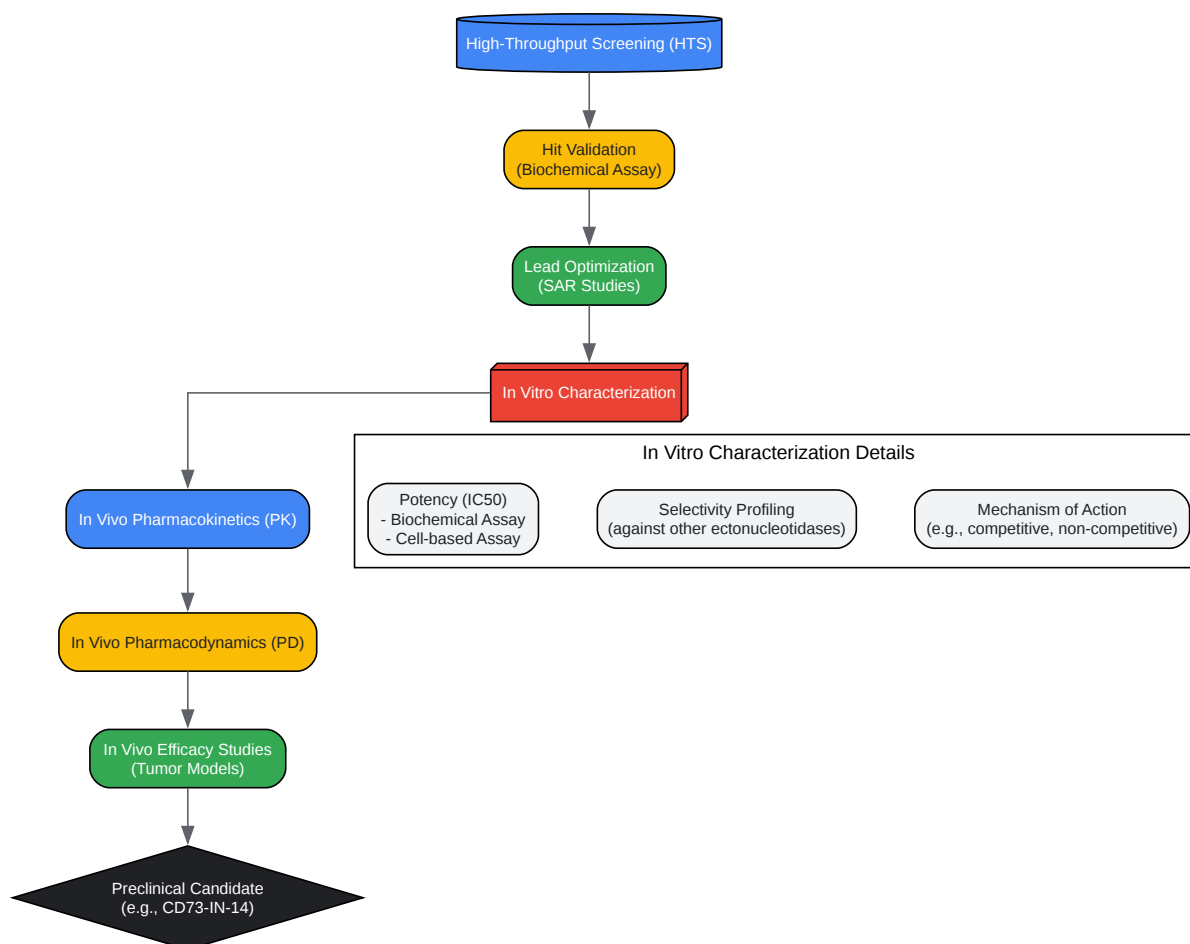 High-Throughput Screening (HTS)
Hit Validation
(Biochemical Assay)
Lead Optimization
(SAR Studies)
In Vitro Characterization
In Vitro Characterization Details
Potency (IC50)
- Biochemical Assay
- Cell-based Assay
Selectivity Profiling
(against other ectonucleotidases)
Mechanism of Action
(e.g., competitive, non-competitive)
In Vivo Pharmacokinetics (PK)
In Vivo Pharmacodynamics (PD)
In Vivo Efficacy Studies
(Tumor Models)
Preclinical Candidate
(e.g., CD73-IN-14)